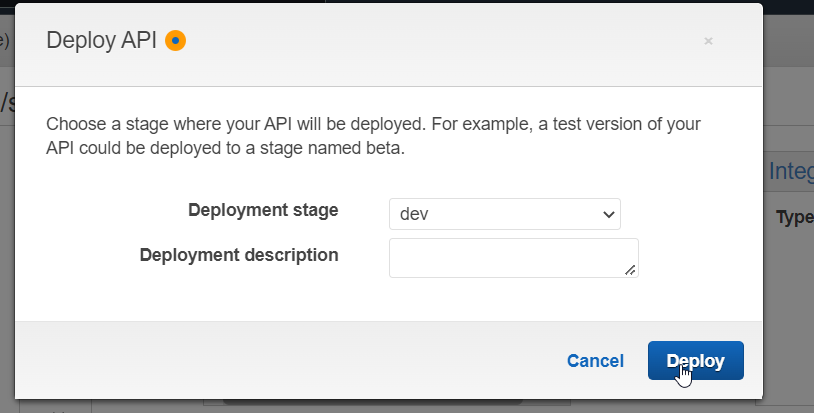 Deploy API
Choose a stage where your API will be deployed. For example, a test version of your
API could be deployed to a stage named beta.
Deployment stage
dev
Deployment description
Cancel
Deploy
Type